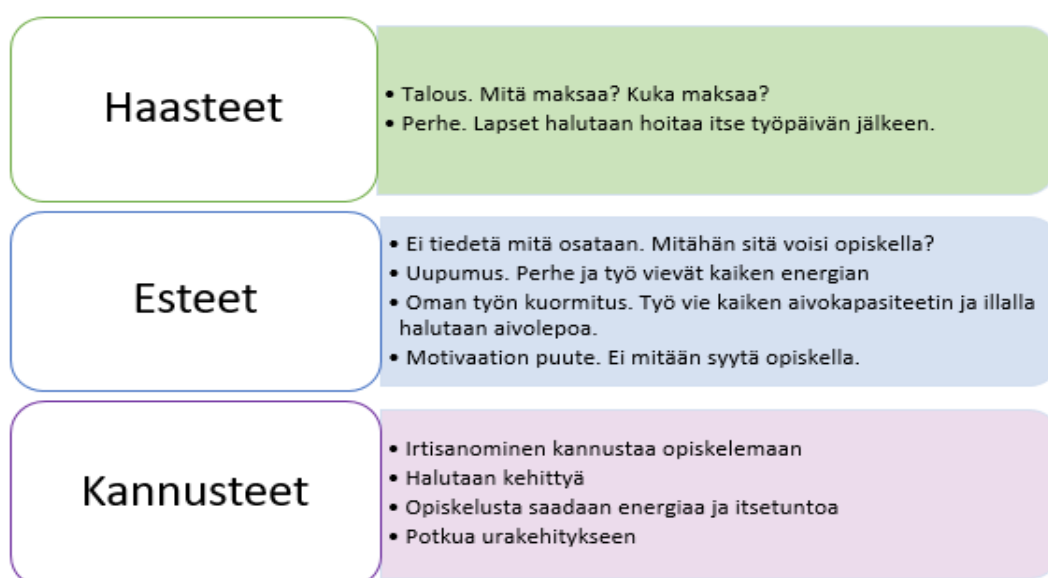 Haasteet
• Talous. Mitä maksaa? Kuka maksaa?
• Perhe. Lapset halutaan hoitaa itse työpäivän jälkeen.
Esteet
• Ei tiedetä mitä osataan. Mitähän sitä voisi opiskella?
• Uupumus. Perhe ja työ vievät kaiken energian
• Oman työn kuormitus. Työ vie kaiken aivokapasiteetin ja illalla
halutaan aivolepoa.
• Motivaation puute. Ei mitään syytä opiskella.
Kannusteet
• Irtisanominen kannustaa opiskelemaan
• Halutaan kehittyä
• Opiskelusta saadaan energiaa ja itsetuntoa
• Potkua urakehitykseen